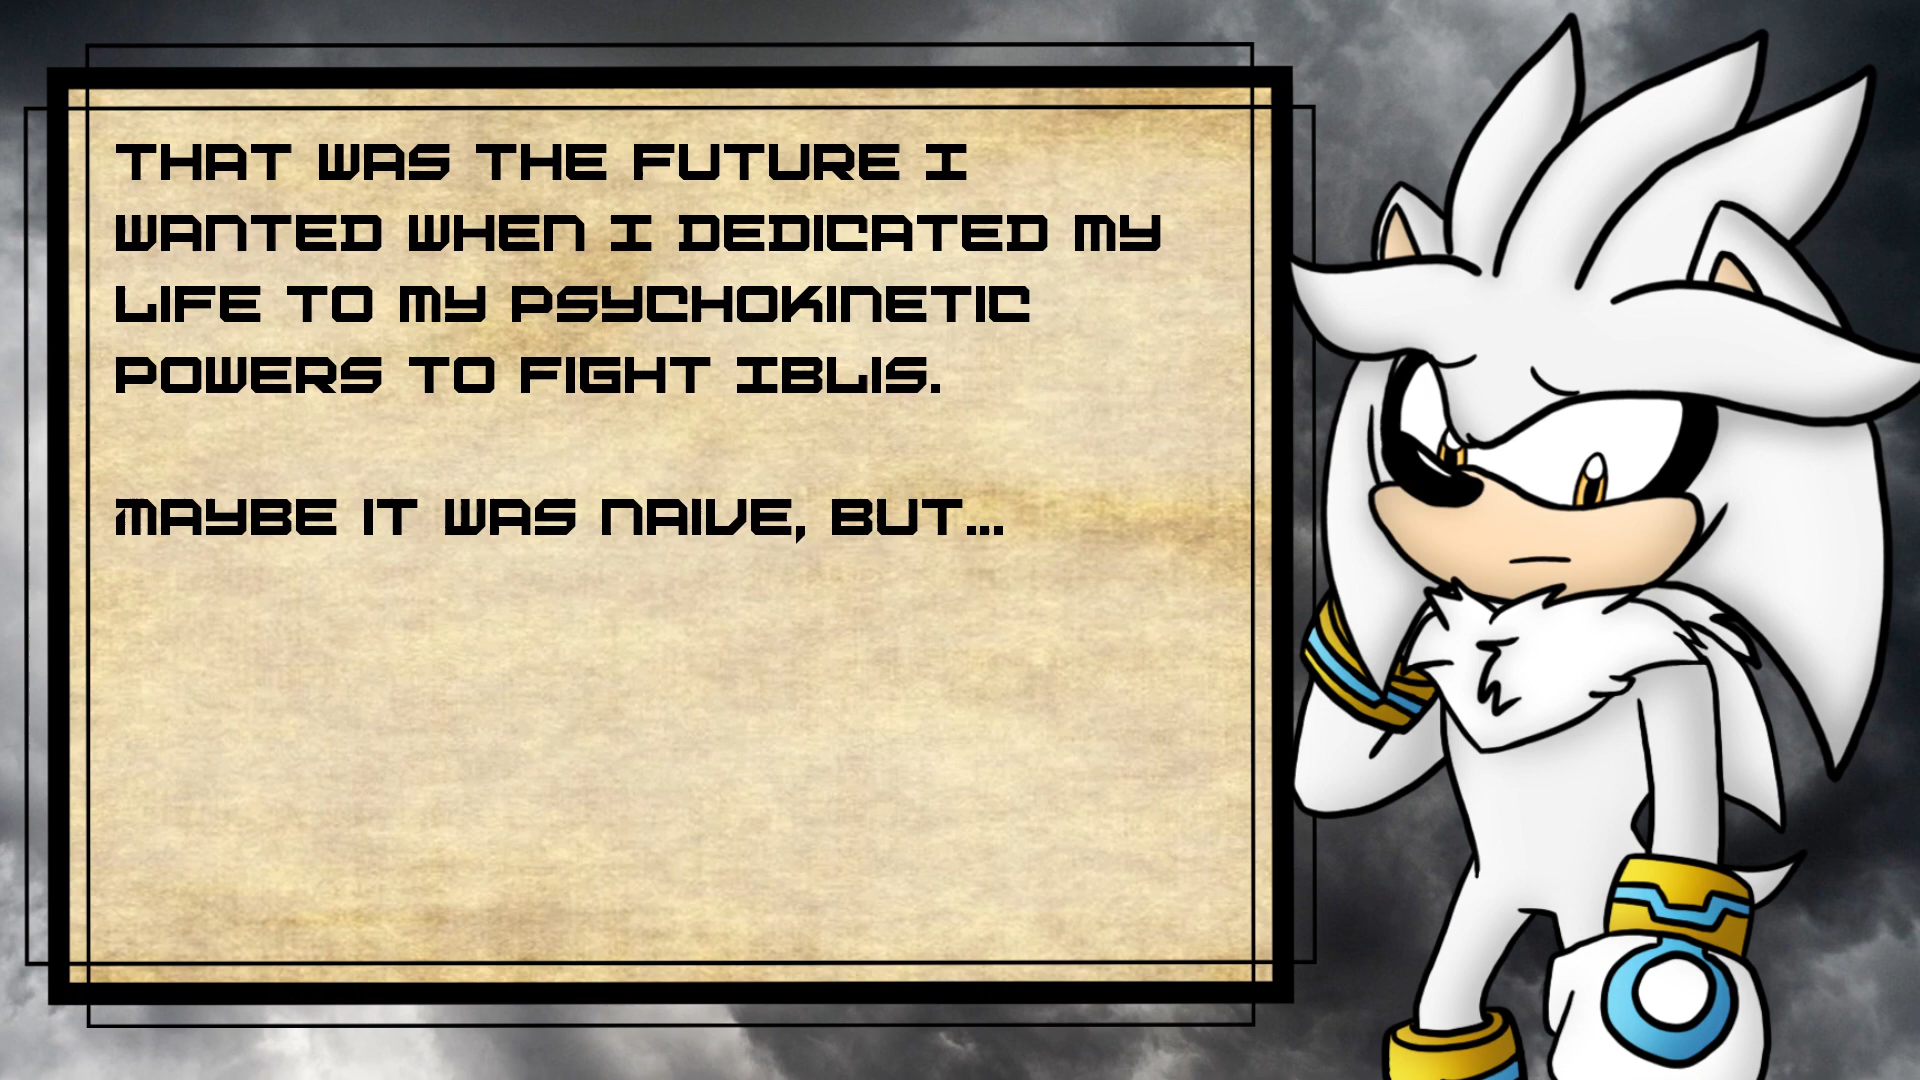 THAT WAS THE FUTURE I
WANTED WHEN I DEDICATED MY
LIFE TO MY PSYCHOKINETIC
POWERS TO FIGHT IBLIS.
MAYBE IT WAS NAIVE, BUT...